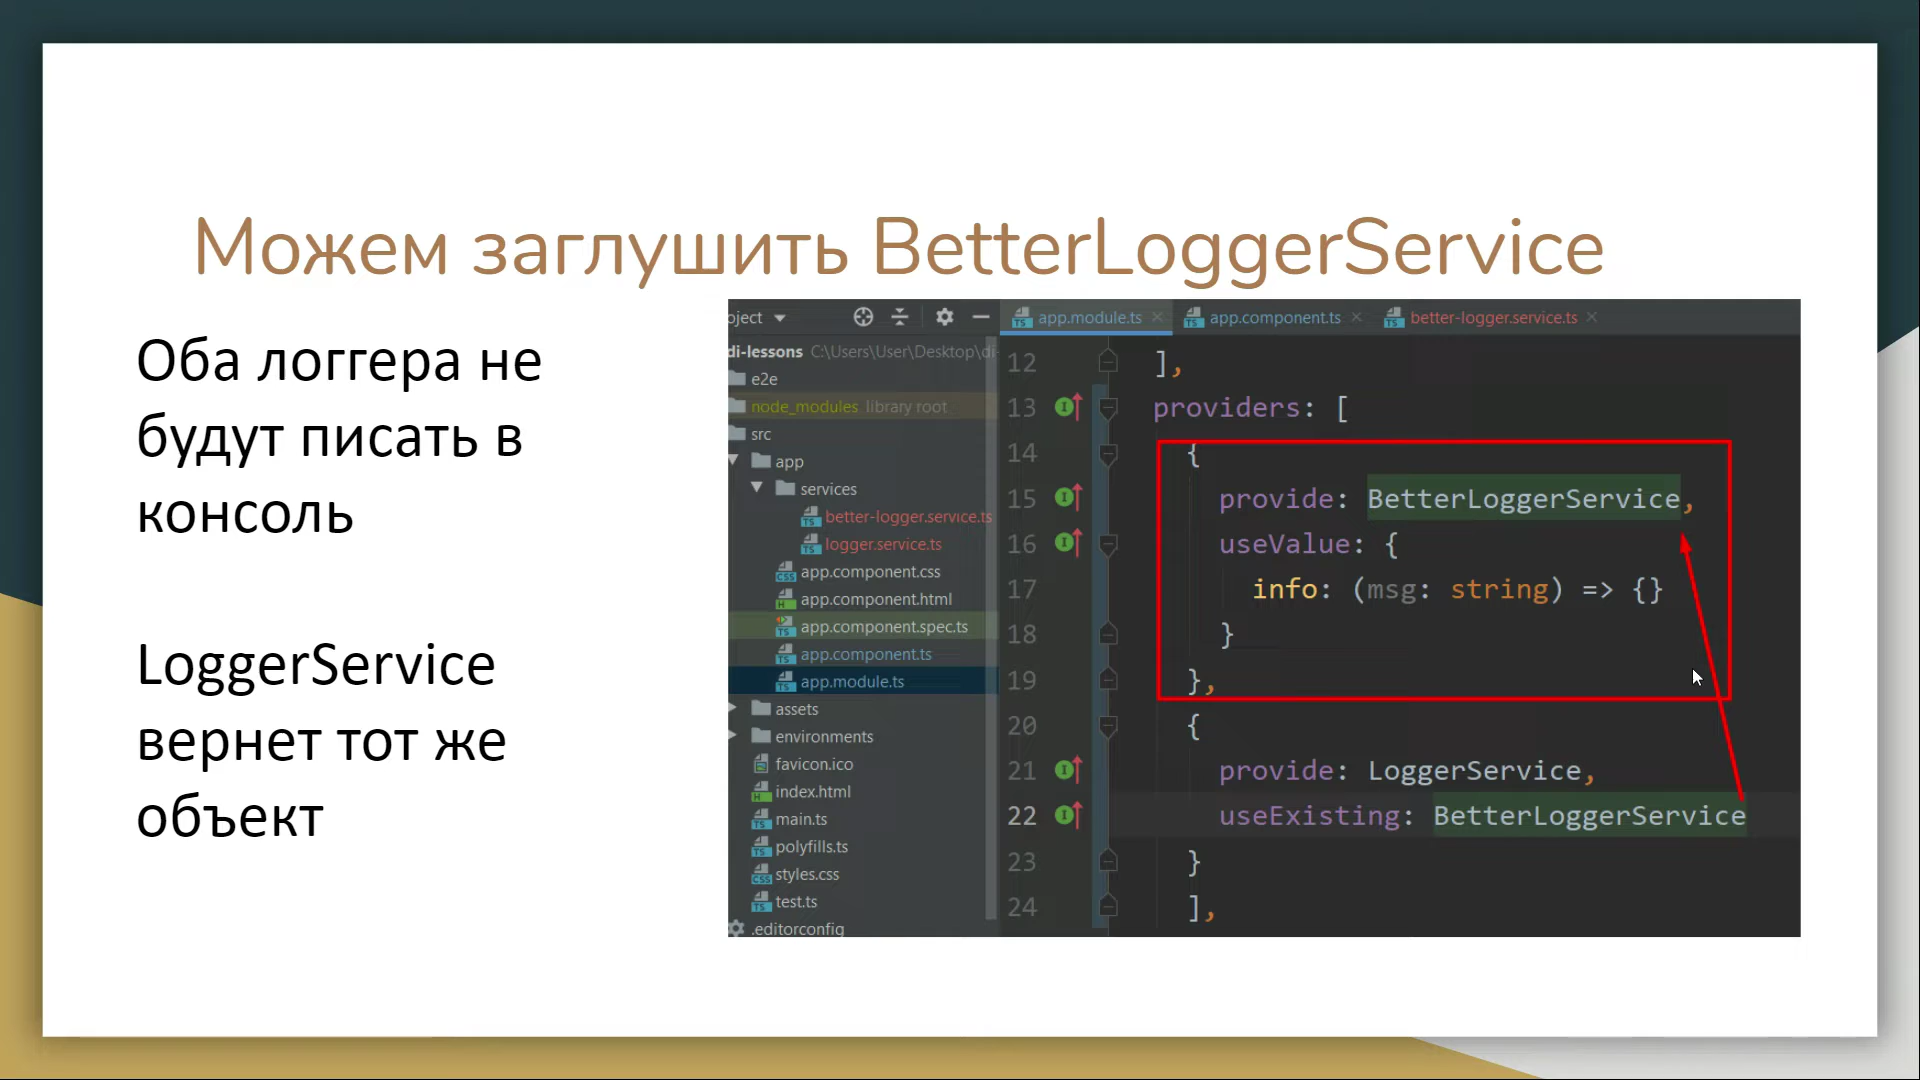 Можем заглушить BetterLoggerService
Оба логгера не
будут писать в
консоль
LoggerService
вернет тот же
объект
oject
di-lessons C:\Users\User\Desktop\di-
e2e
node_modules library root
src
app
services
better-logger.service.ts
logger.service.ts
app.component.css
app.component.html
app.component.spec.ts
app.component.ts
app.module.ts
assets
environments
favicon.ico
index.html
main.ts
polyfills.ts
styles.css
test.ts
.editorconfig
app.module.ts app.component.ts better-logger.service.ts
12 ],
13 providers: [
14 {
15 provide: BetterLoggerService,
16 useValue: {
17 info: (msg: string) => {}
18 }
19 },
20 {
21 provide: LoggerService,
22 useExisting: BetterLoggerService
23 }
24 ],